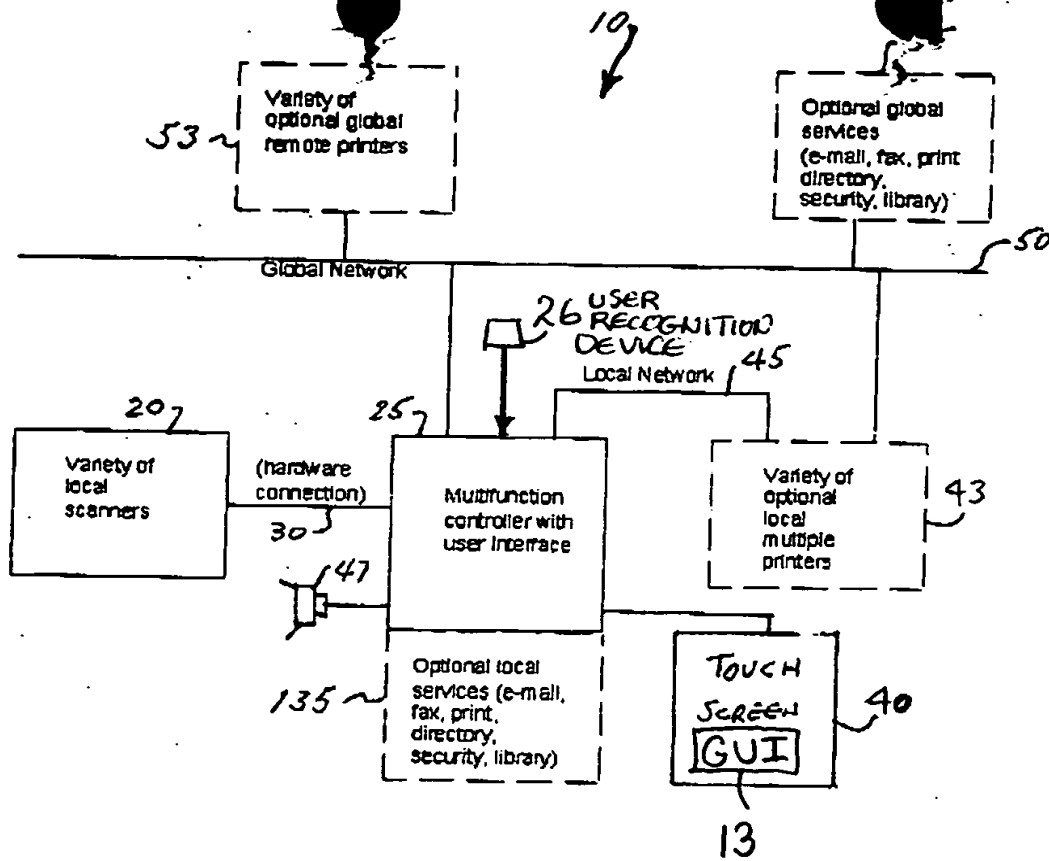 10
Variety of
optional global
remote printers
53
Optional global
services
(e-mail, fax, print
directory,
security, library)
50
Global Network
26 USER
RECOGNITION
DEVICE
Local Network
45
20
25
Variety of
local
scanners
(hardware
connection)
30
Multifunction
controller with
user interface
Variety of
optional
local
multiple
printers
43
47
Optional local
services (e-mail,
fax, print,
directory,
security, library)
135
TOUCH
SCREEN
GUI
40
13